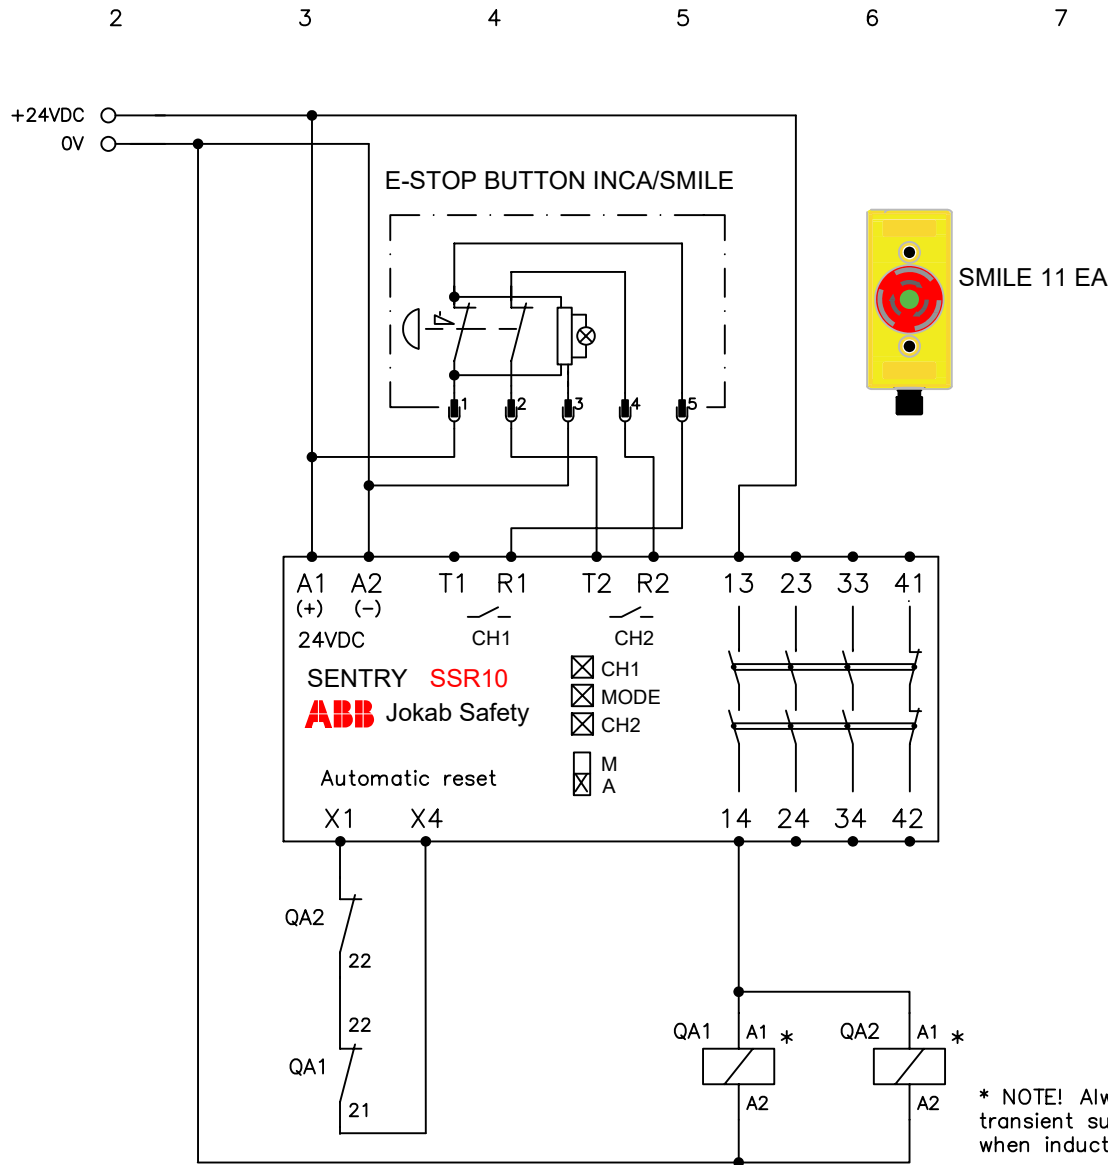 2 3 4 5 6 7
+24VDC
0V
E-STOP BUTTON INCA/SMILE
SMILE 11 EA
1 2 3 4 5
A1 A2 T1 R1 T2 R2 13 23 33 41
(+) (-)
24VDC CH1 CH2
SENTRY SSR10
ABB Jokab Safety
CH1
MODE
CH2
M
A
Automatic reset
X1 X4 14 24 34 42
QA2
22
22
QA1
21
QA1 A1 * QA2 A1 *
A2 A2
* NOTE!
transient
when